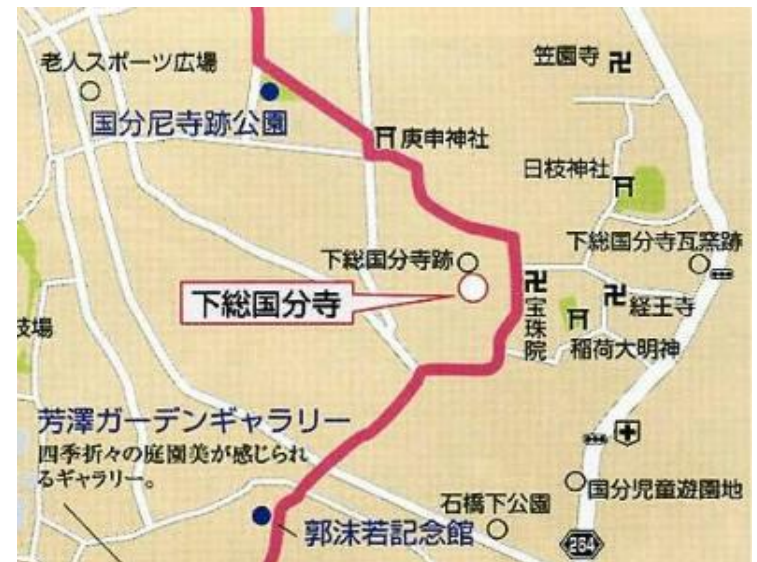 老人スポーツ広場
国分尼寺跡公園
笠園寺
庚申神社
日枝神社
下総国分寺跡
下総国分寺
下総国分寺瓦窯跡
宝珠院
経王寺
稲荷大明神
技場
芳澤ガーデンギャラリー
四季折々の庭園美が感じられ
るギャラリー。
国分児童遊園地
石橋下公園
郭沫若記念館
264